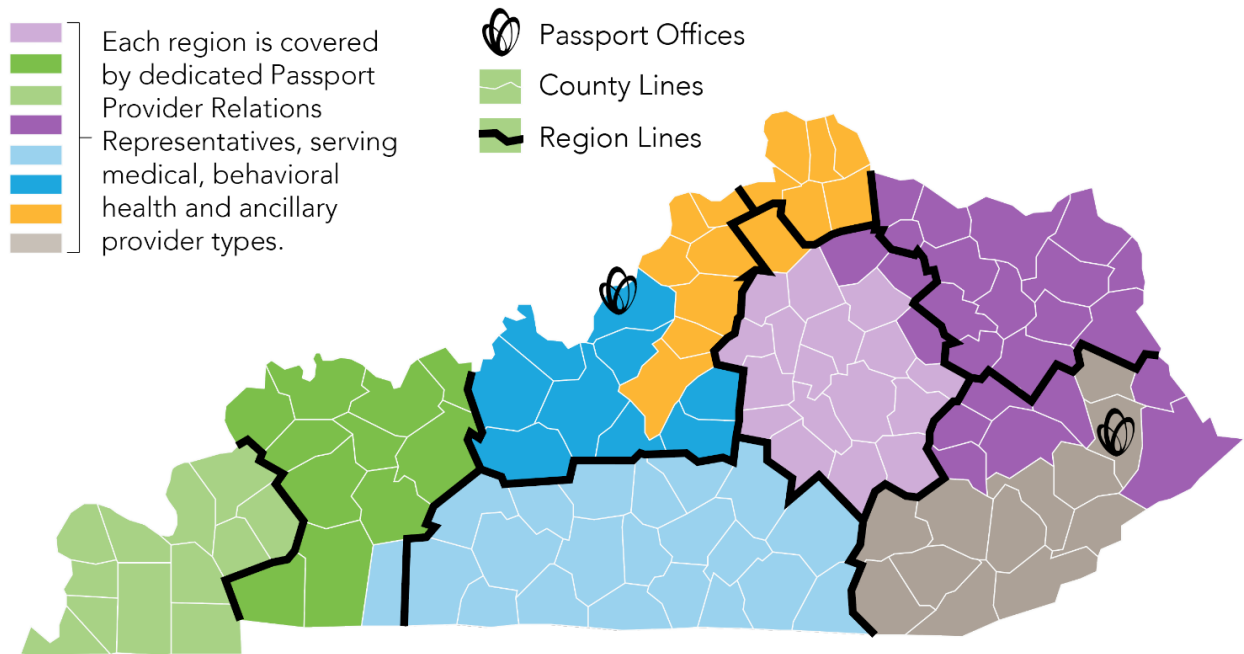 Each region is covered
by dedicated Passport
Provider Relations
Representatives, serving
medical, behavioral
health and ancillary
provider types.
Passport Offices
County Lines
Region Lines